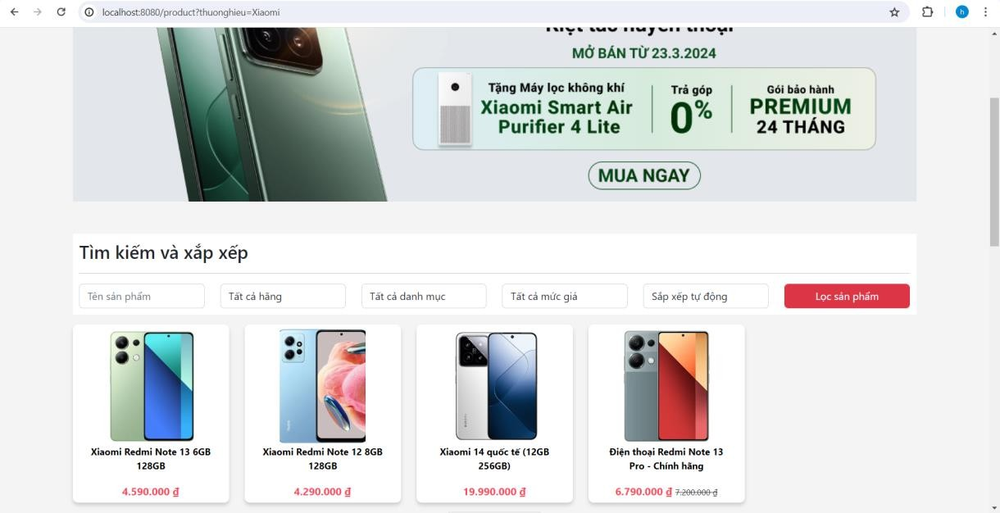 localhost:8080/product?thuonghieu=Xiaomi
h
Kiệt tác huyền thoại
MỞ BÁN TỪ 23.3.2024
Tặng Máy lọc không khí
Xiaomi Smart Air
Purifier 4 Lite
Trả góp
0%
Gói bảo hành
PREMIUM
24 THÁNG
MUA NGAY
Tìm kiếm và xắp xếp
Tên sản phẩm
Tất cả hãng
Tất cả danh mục
Tất cả mức giá
Sắp xếp tự động
Lọc sản phẩm
Xiaomi Redmi Note 13 6GB
128GB
4.590.000 ₫
Xiaomi Redmi Note 12 8GB
128GB
4.290.000 ₫
Xiaomi 14 quốc tế (12GB
256GB)
19.990.000 ₫
Điện thoại Redmi Note 13
Pro - Chính hãng
6.790.000 ₫ 7.200.000 ₫